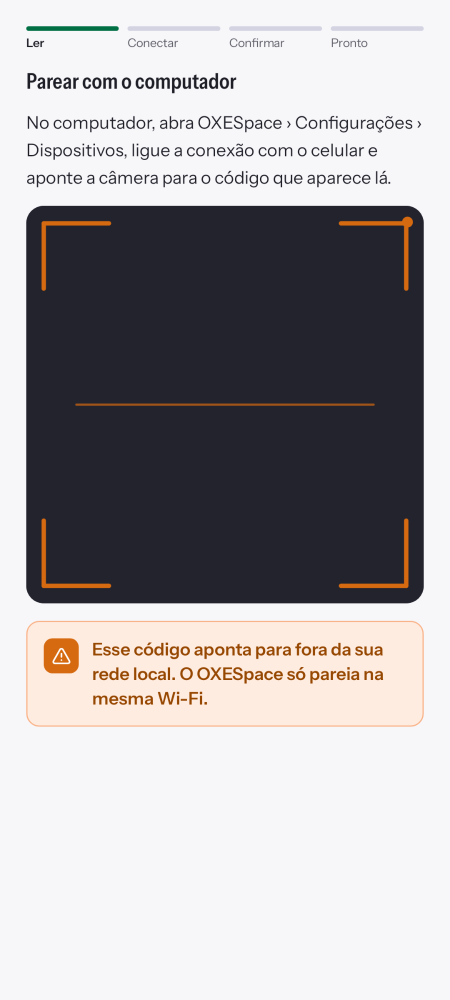 Ler
Conectar
Confirmar
Pronto
Parear com o computador
No computador, abra OXESpace › Configurações ›
Dispositivos, ligue a conexão com o celular e
aponte a câmera para o código que aparece lá.
Esse código aponta para fora da sua
rede local. O OXESpace só pareia na
mesma Wi-Fi.